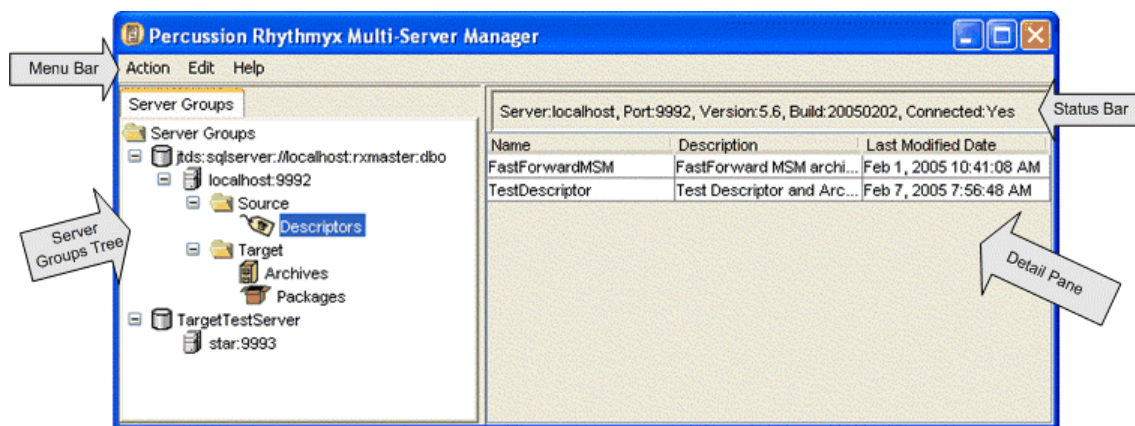 Percussion Rhythmyx Multi-Server Manager
Menu Bar
Action Edit Help
Server Groups
Server:localhost, Port:9992, Version:5.6, Build:20050202, Connected:Yes
Status Bar
Server Groups
jtds:sqlserver://localhost:rxmaster:dbo
localhost:9992
Source
Descriptors
Target
Archives
Packages
TargetTestServer
star:9993
Server
Groups Tree
Name Description Last Modified Date
FastForwardMSM FastForward MSM archi... Feb 1, 2005 10:41:08 AM
TestDescriptor Test Descriptor and Arc... Feb 7, 2005 7:56:48 AM
Detail Pane